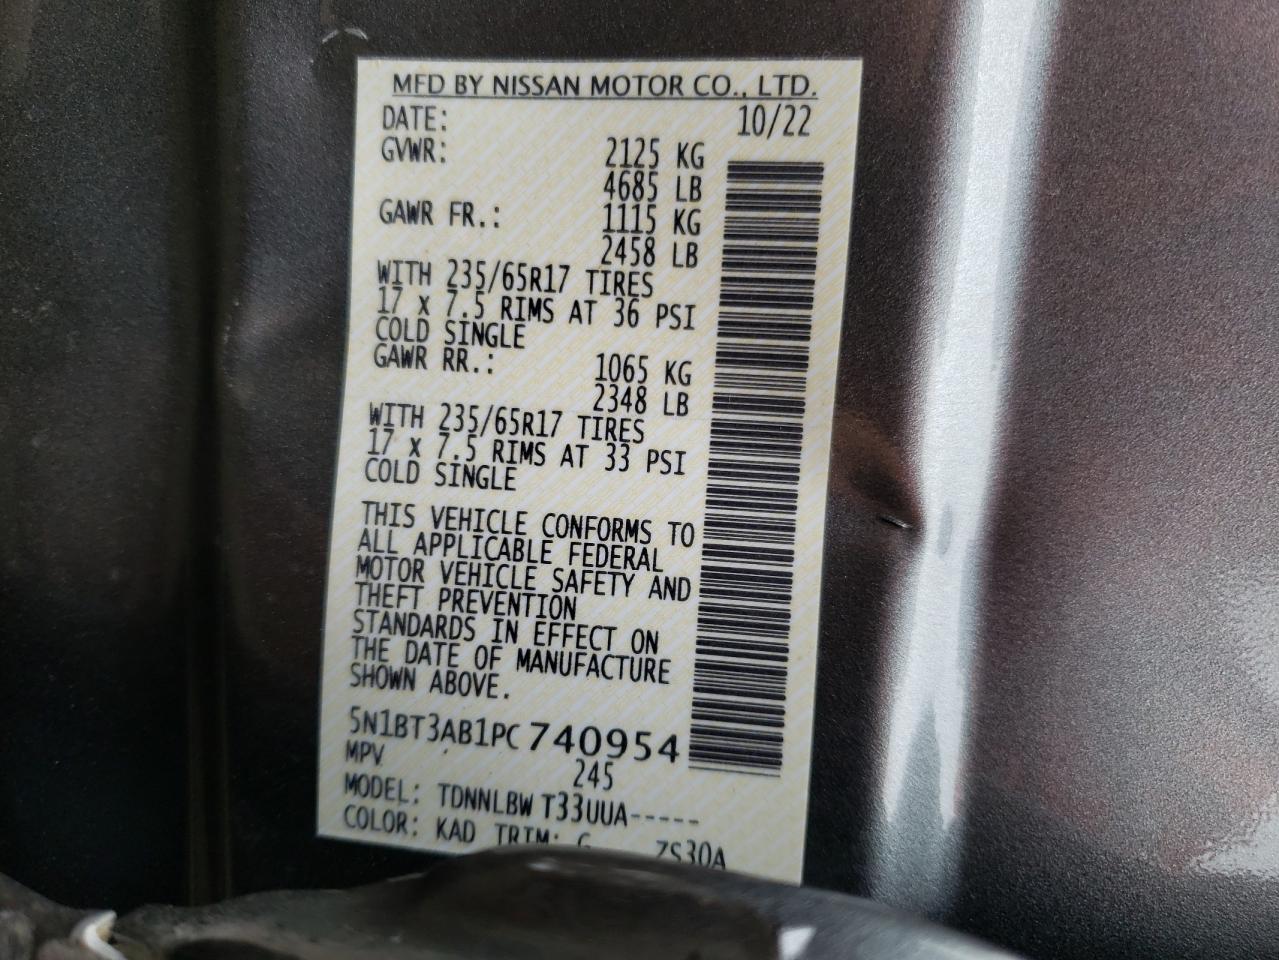 MFD BY NISSAN MOTOR CO., LTD.
DATE: 10/22
GVWR: 2125 KG
4685 LB
GAWR FR.: 1115 KG
2458 LB
WITH 235/65R17 TIRES
17 X 7.5 RIMS AT 36 PSI
COLD SINGLE
GAWR RR.: 1065 KG
2348 LB
WITH 235/65R17 TIRES
17 X 7.5 RIMS AT 33 PSI
COLD SINGLE
THIS VEHICLE CONFORMS TO
ALL APPLICABLE FEDERAL
MOTOR VEHICLE SAFETY AND
THEFT PREVENTION
STANDARDS IN EFFECT ON
THE DATE OF MANUFACTURE
SHOWN ABOVE.
5N1BT3AB1PC740954
MPV 245
MODEL: TDNNLBW T33UUA-----
COLOR: KAD TRIM: G ZS30A